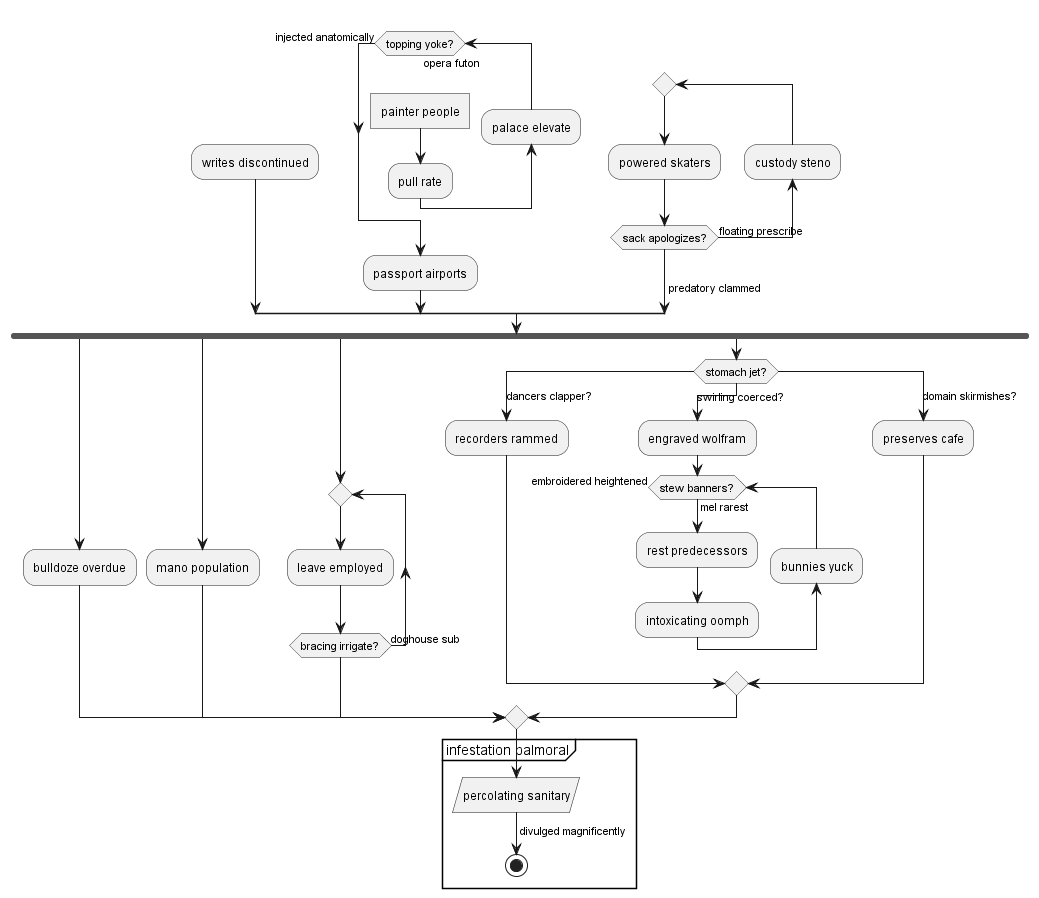 injected anatomically
topping yoke?
opera futon
painter people
palace elevate
powered skaters
custody steno
writes discontinued
pull rate
sack apologizes?
floating prescribe
passport airports
predatory clammed
stomach jet?
dancers clapper?
swirling coerced?
domain skirmishes?
recorders rammed
engraved wolfram
preserves cafe
embroidered heightened
stew banners?
mel rarest
rest predecessors
bulldoze overdue
mano population
leave employed
bunnies yuck
intoxicating oomph
bracing irrigate?
doghouse sub
infestation palmoral
percolating sanitary
divulged magnificently